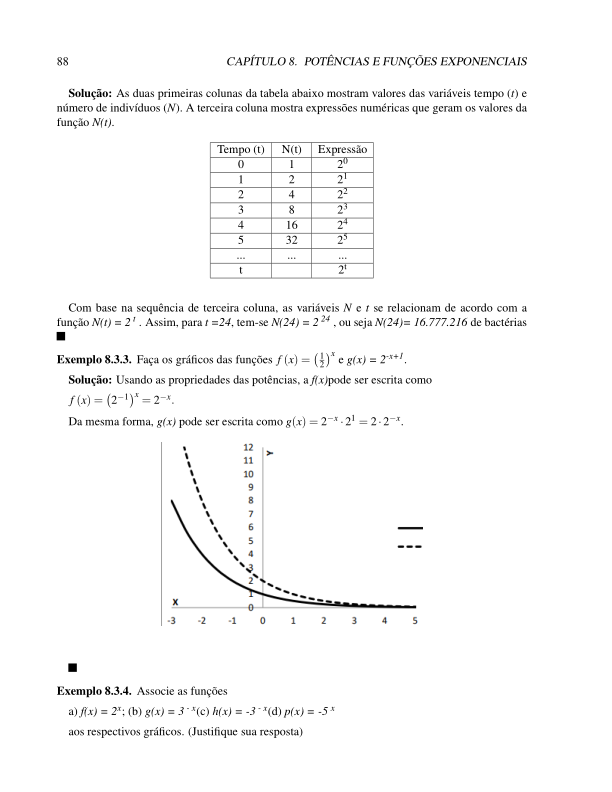 88 CAPÍTULO 8. POTÊNCIAS E FUNÇÕES EXPONENCIAIS
Solução: As duas primeiras colunas da tabela abaixo mostram valores das variáveis tempo (t) e
número de indivíduos (N). A terceira coluna mostra expressões numéricas que geram os valores da
função N(t).
Tempo (t) N(t) Expressão
0 1 2^0
1 2 2^1
2 4 2^2
3 8 2^3
4 16 2^4
5 32 2^5
... ... ...
t 2^t
Com base na sequência de terceira coluna, as variáveis N e t se relacionam de acordo com a
função N(t) = 2^t . Assim, para t =24, tem-se N(24) = 2^24 , ou seja N(24)= 16.777.216 de bactérias
■
Exemplo 8.3.3. Faça os gráficos das funções f (x) = (1/2)^x e g(x) = 2^-x+1.
Solução: Usando as propriedades das potências, a f(x)pode ser escrita como
f (x) = (2^−1)^x = 2^−x.
Da mesma forma, g(x) pode ser escrita como g(x) = 2^−x · 2^1 = 2 · 2^−x.
12
11
10
9
8
7
6
5
4
3
2
1
0
Y
X
-3 -2 -1 0 1 2 3 4 5
■
Exemplo 8.3.4. Associe as funções
a) f(x) = 2^x; (b) g(x) = 3^-x(c) h(x) = -3^-x(d) p(x) = -5^x
aos respectivos gráficos. (Justifique sua resposta)